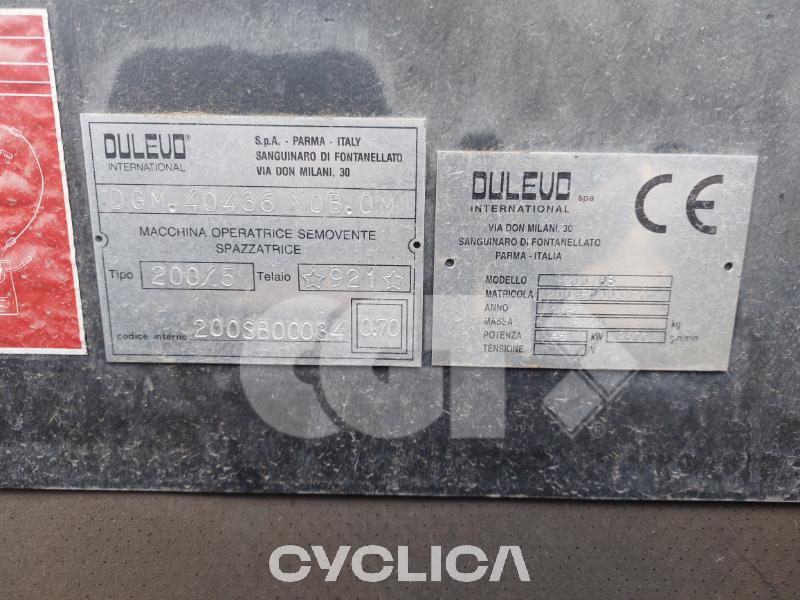 DULEVO®
INTERNATIONAL
S.p.A. - PARMA - ITALY
SANGUINARO DI FONTANELLATO
VIA DON MILANI, 30
DGM. 40436 MOB. OM
MACCHINA OPERATRICE SEMOVENTE
SPAZZATRICE
Tipo 200/5 Telaio ☆921☆
codice interno 200SB00034 0.70
DULEVO spa
INTERNATIONAL
CE
VIA DON MILANI, 30
SANGUINARO DI FONTANELLATO
PARMA - ITALIA
MODELLO
MATRICOLA
ANNO
MASSA kg
POTENZA kW g/min
TENSIONE V
CGT
CYCLICA